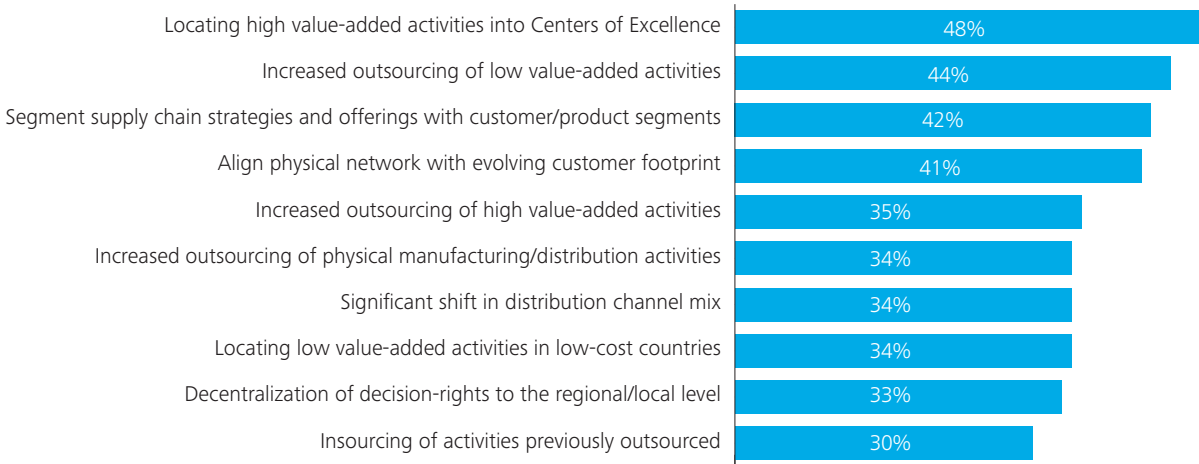 Locating high value-added activities into Centers of Excellence 48%
Increased outsourcing of low value-added activities 44%
Segment supply chain strategies and offerings with customer/product segments 42%
Align physical network with evolving customer footprint 41%
Increased outsourcing of high value-added activities 35%
Increased outsourcing of physical manufacturing/distribution activities 34%
Significant shift in distribution channel mix 34%
Locating low value-added activities in low-cost countries 34%
Decentralization of decision-rights to the regional/local level 33%
Insourcing of activities previously outsourced 30%